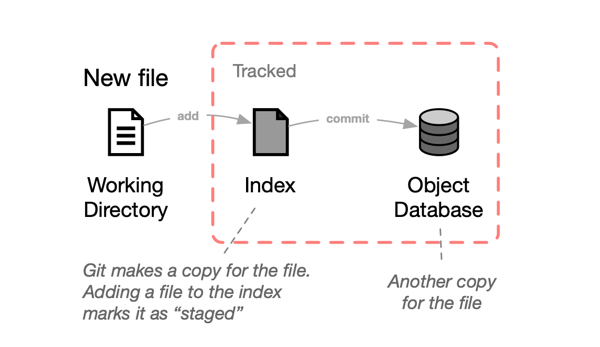 Tracked
New file
add
commit
Working
Directory
Index
Object
Database
Git makes a copy for the file.
Adding a file to the index
marks it as “staged”
Another copy
for the file